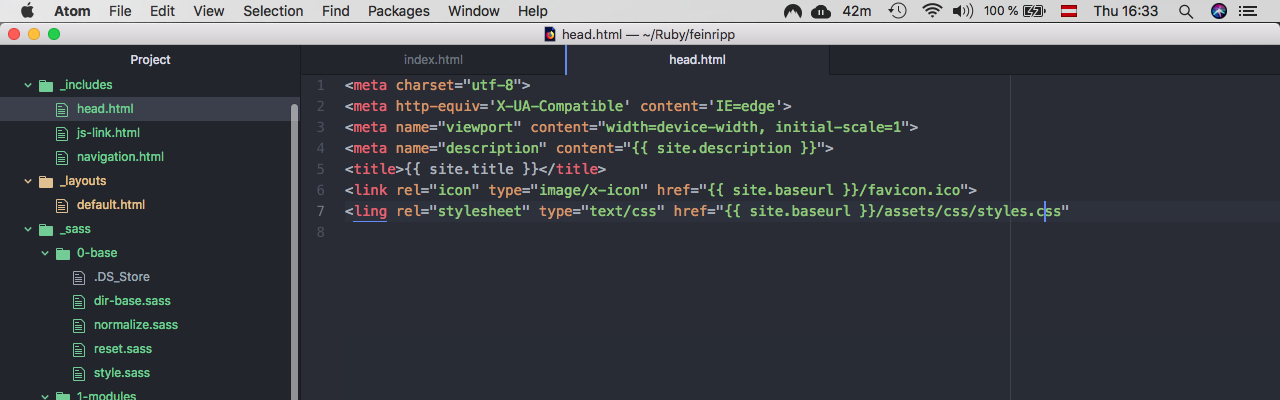 Atom File Edit View Selection Find Packages Window Help 42m 100 % Thu 16:33
head.html — ~/Ruby/feinripp
Project
index.html
head.html
_includes
head.html
js-link.html
navigation.html
_layouts
default.html
_sass
0-base
.DS_Store
dir-base.sass
normalize.sass
reset.sass
style.sass
1-modules
1 <meta charset="utf-8">
2 <meta http-equiv='X-UA-Compatible' content='IE=edge'>
3 <meta name="viewport" content="width=device-width, initial-scale=1">
4 <meta name="description" content="{{ site.description }}">
5 <title>{{ site.title }}</title>
6 <link rel="icon" type="image/x-icon" href="{{ site.baseurl }}/favicon.ico">
7 <ling rel="stylesheet" type="text/css" href="{{ site.baseurl }}/assets/css/styles.css"
8